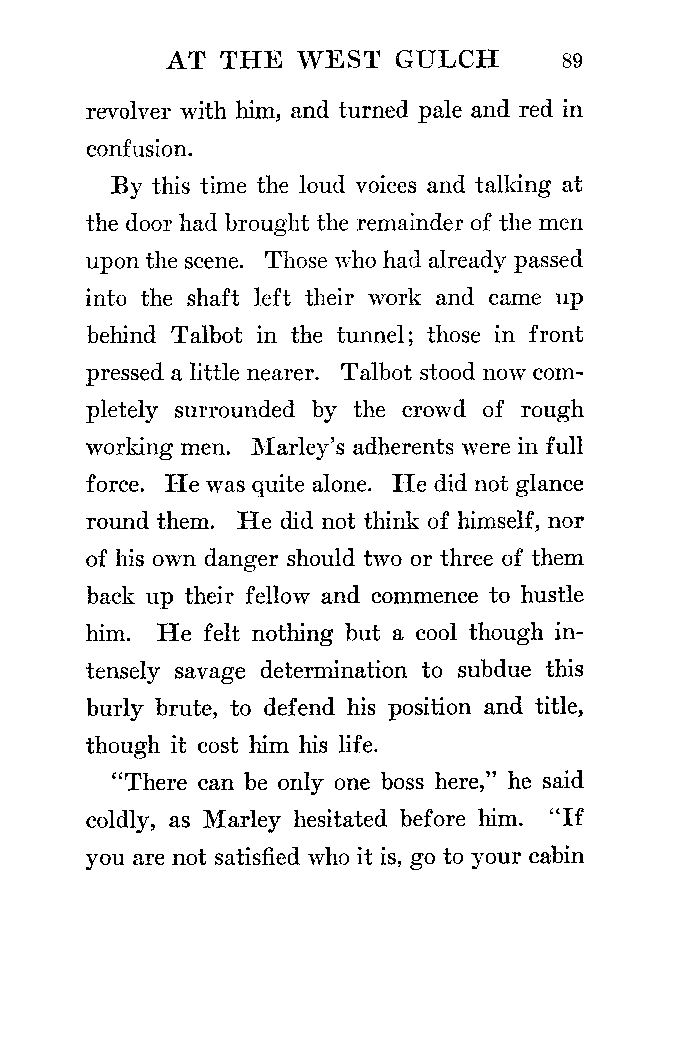 AT THE WEST GULCH 89
revolver with him, and turned pale and red in
confusion.
By this time the loud voices and talking at
the door had brought the remainder of the men
upon the scene. Those who had already passed
into the shaft left their work and came up
behind Talbot in the tunnel; those in front
pressed a little nearer. Talbot stood now com-
pletely surrounded by the crowd of rough
working men. Marley's adherents were in full
force. He was quite alone. He did not glance
round them. He did not think of himself, nor
of his own danger should two or three of them
back up their fellow and commence to hustle
him. He felt nothing but a cool though in-
tensely savage determination to subdue this
burly brute, to defend his position and title,
though it cost him his life.
"There can be only one boss here," he said
coldly, as Marley hesitated before him. "If
you are not satisfied who it is, go to your cabin